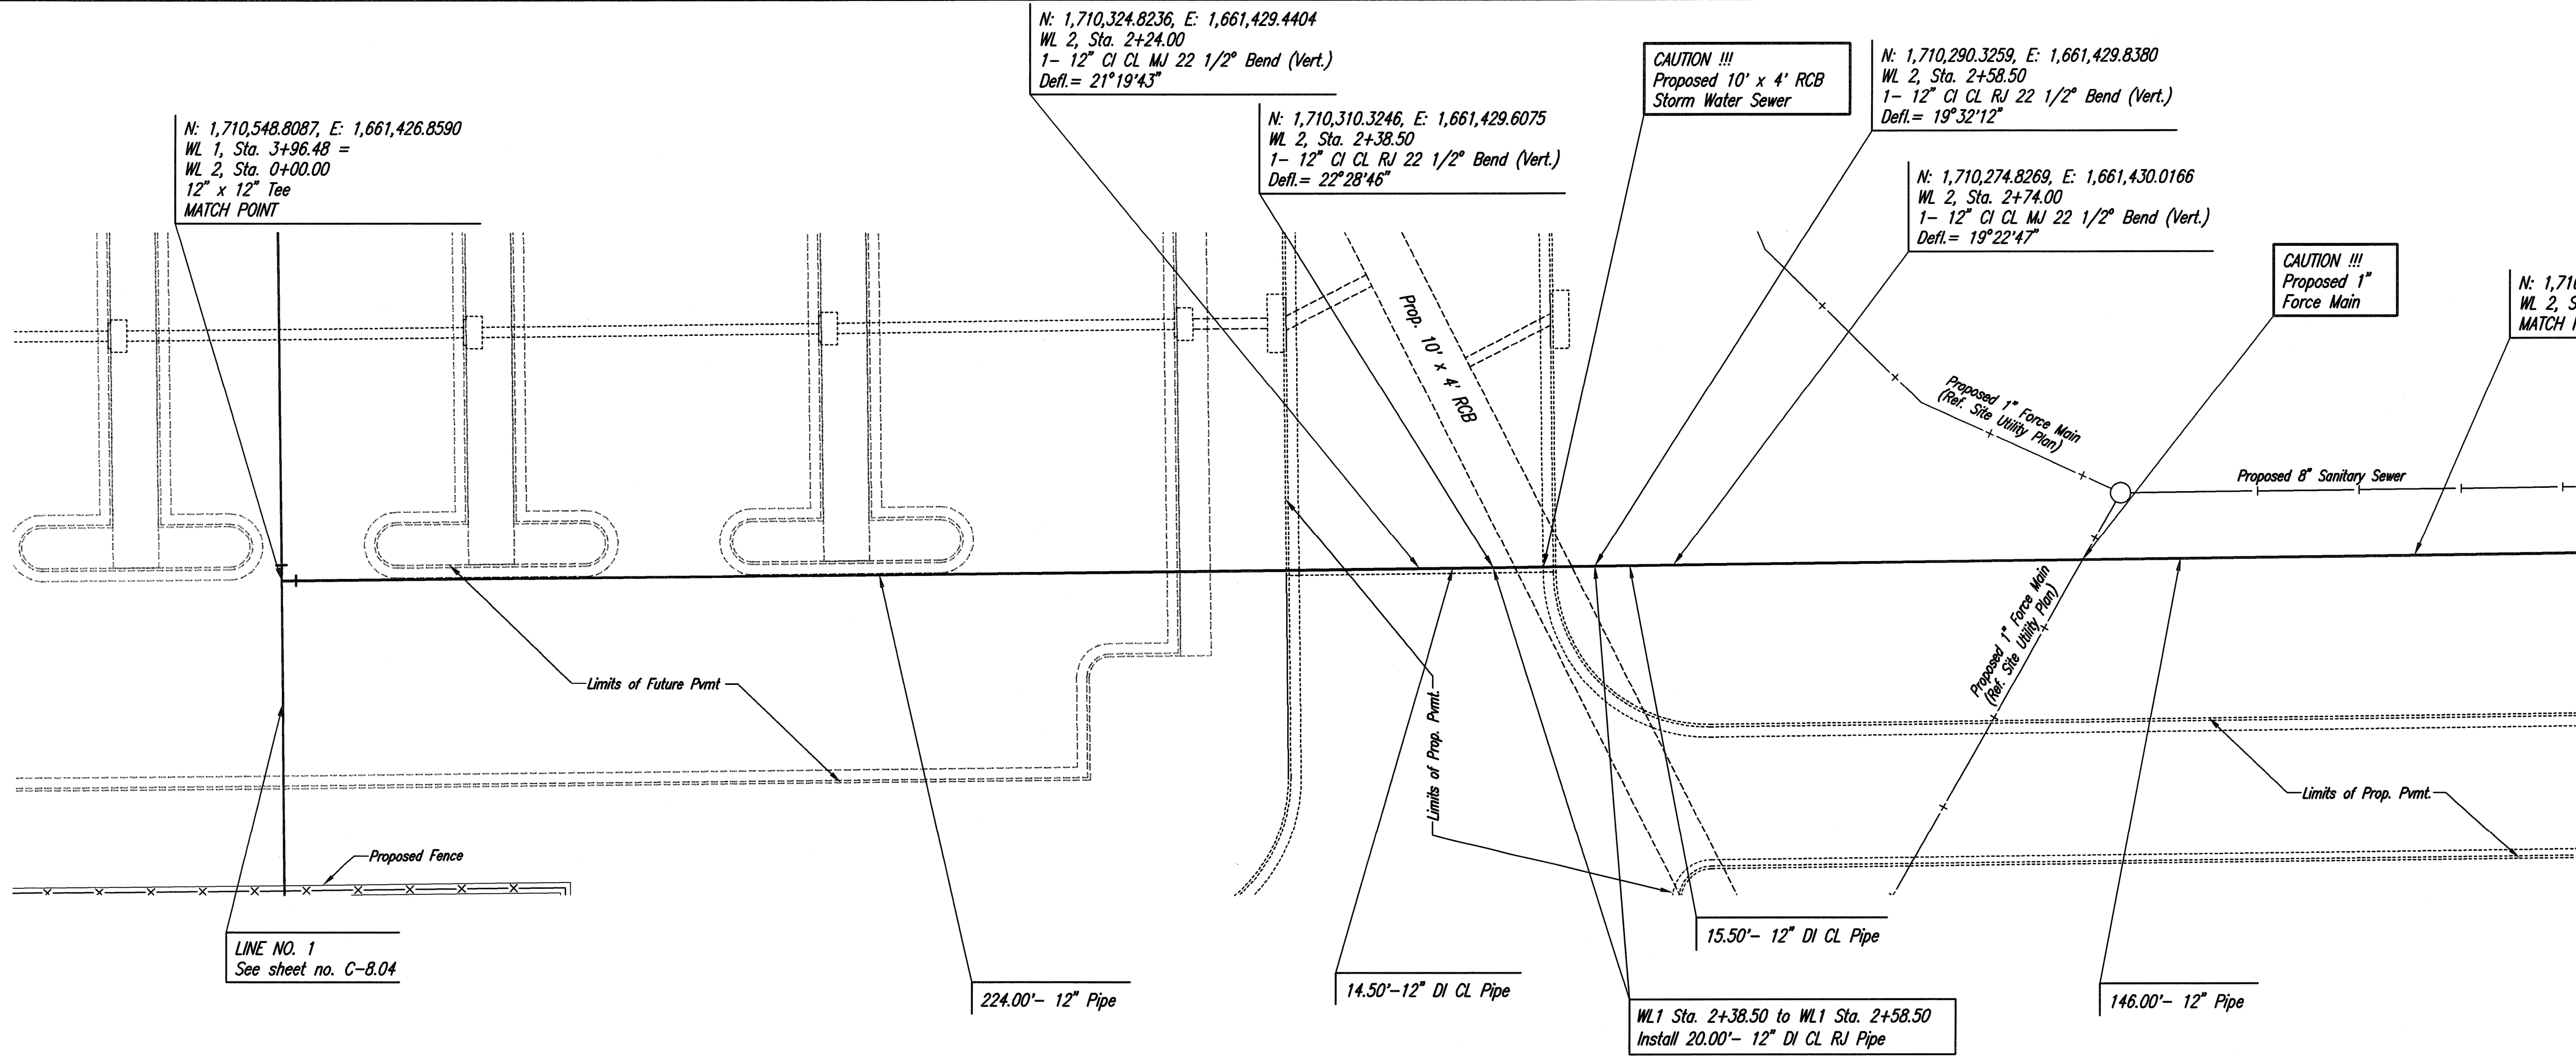 N: 1,710,324.8236, E: 1,661,429.4404
WL 2, Sta. 2+24.00
1- 12" CI CL MJ 22 1/2° Bend (Vert.)
Defl.= 21°19'43"
CAUTION !!!
Proposed 10' x 4' RCB
Storm Water Sewer
N: 1,710,290.3259, E: 1,661,429.8380
WL 2, Sta. 2+58.50
1- 12" CI CL RJ 22 1/2° Bend (Vert.)
Defl.= 19°32'12"
N: 1,710,548.8087, E: 1,661,426.8590
WL 1, Sta. 3+96.48 =
WL 2, Sta. 0+00.00
12" x 12" Tee
MATCH POINT
N: 1,710,310.3246, E: 1,661,429.6075
WL 2, Sta. 2+38.50
1- 12" CI CL RJ 22 1/2° Bend (Vert.)
Defl.= 22°28'46"
N: 1,710,274.8269, E: 1,661,430.0166
WL 2, Sta. 2+74.00
1- 12" CI CL MJ 22 1/2° Bend (Vert.)
Defl.= 19°22'47"
CAUTION !!!
Proposed 1"
Force Main
N: 1,710
WL 2, S
MATCH
Prop. 10' x 4' RCB
Proposed 1" Force Main
(Ref. Site Utility Plan)
Proposed 8" Sanitary Sewer
Proposed 1" Force Main
(Ref. Site Utility Plan)
Limits of Future Pvmt
Limits of Prop. Pvmt.
Limits of Prop. Pvmt.
Proposed Fence
LINE NO. 1
See sheet no. C-8.04
224.00'- 12" Pipe
14.50'-12" DI CL Pipe
15.50'- 12" DI CL Pipe
WL1 Sta. 2+38.50 to WL1 Sta. 2+58.50
Install 20.00'- 12" DI CL RJ Pipe
146.00'- 12" Pipe